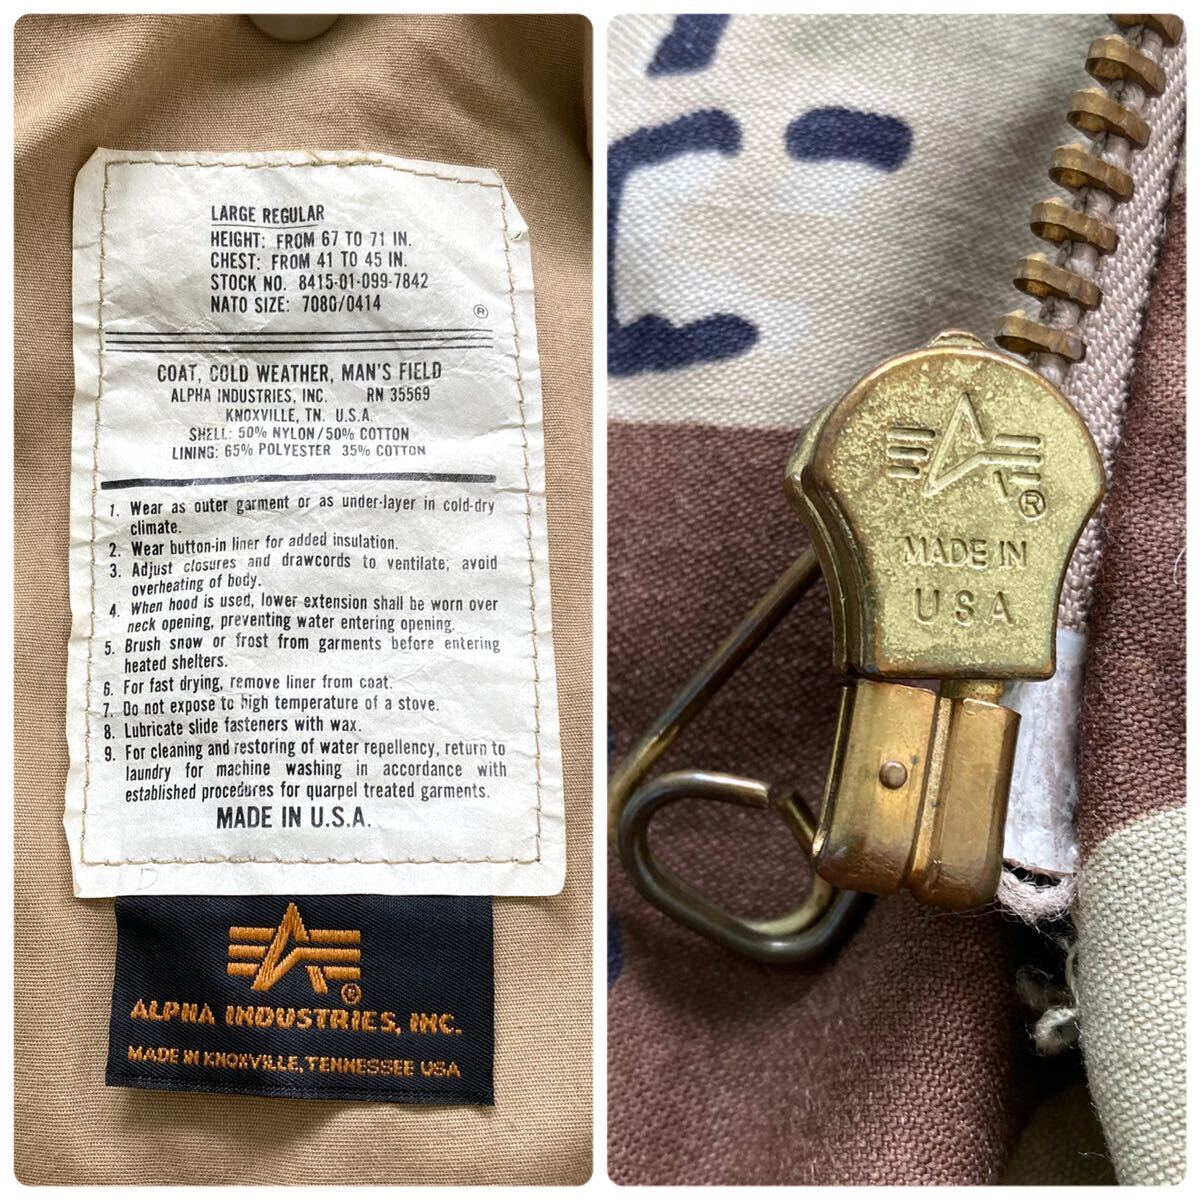 LARGE REGULAR
HEIGHT: FROM 67 TO 71 IN.
CHEST: FROM 41 TO 45 IN.
STOCK NO. 8415-01-099-7842
NATO SIZE: 7080/0414
®
COAT, COLD WEATHER, MAN'S FIELD
ALPHA INDUSTRIES, INC. RN 35569
KNOXVILLE, TN. U.S.A.
SHELL: 50% NYLON/50% COTTON
LINING: 65% POLYESTER 35% COTTON
1. Wear as outer garment or as under-layer in cold-dry
climate.
2. Wear button-in liner for added insulation.
3. Adjust closures and drawcords to ventilate; avoid
overheating of body.
4. When hood is used, lower extension shall be worn over
neck opening, preventing water entering opening.
5. Brush snow or frost from garments before entering
heated shelters.
6. For fast drying, remove liner from coat.
7. Do not expose to high temperature of a stove.
8. Lubricate slide fasteners with wax.
9. For cleaning and restoring of water repellency, return to
laundry for machine washing in accordance with
established procedures for quarpel treated garments.
MADE IN U.S.A.
D
©
ALPHA INDUSTRIES, INC.
MADE IN KNOXVILLE, TENNESSEE USA
®
MADE IN
USA